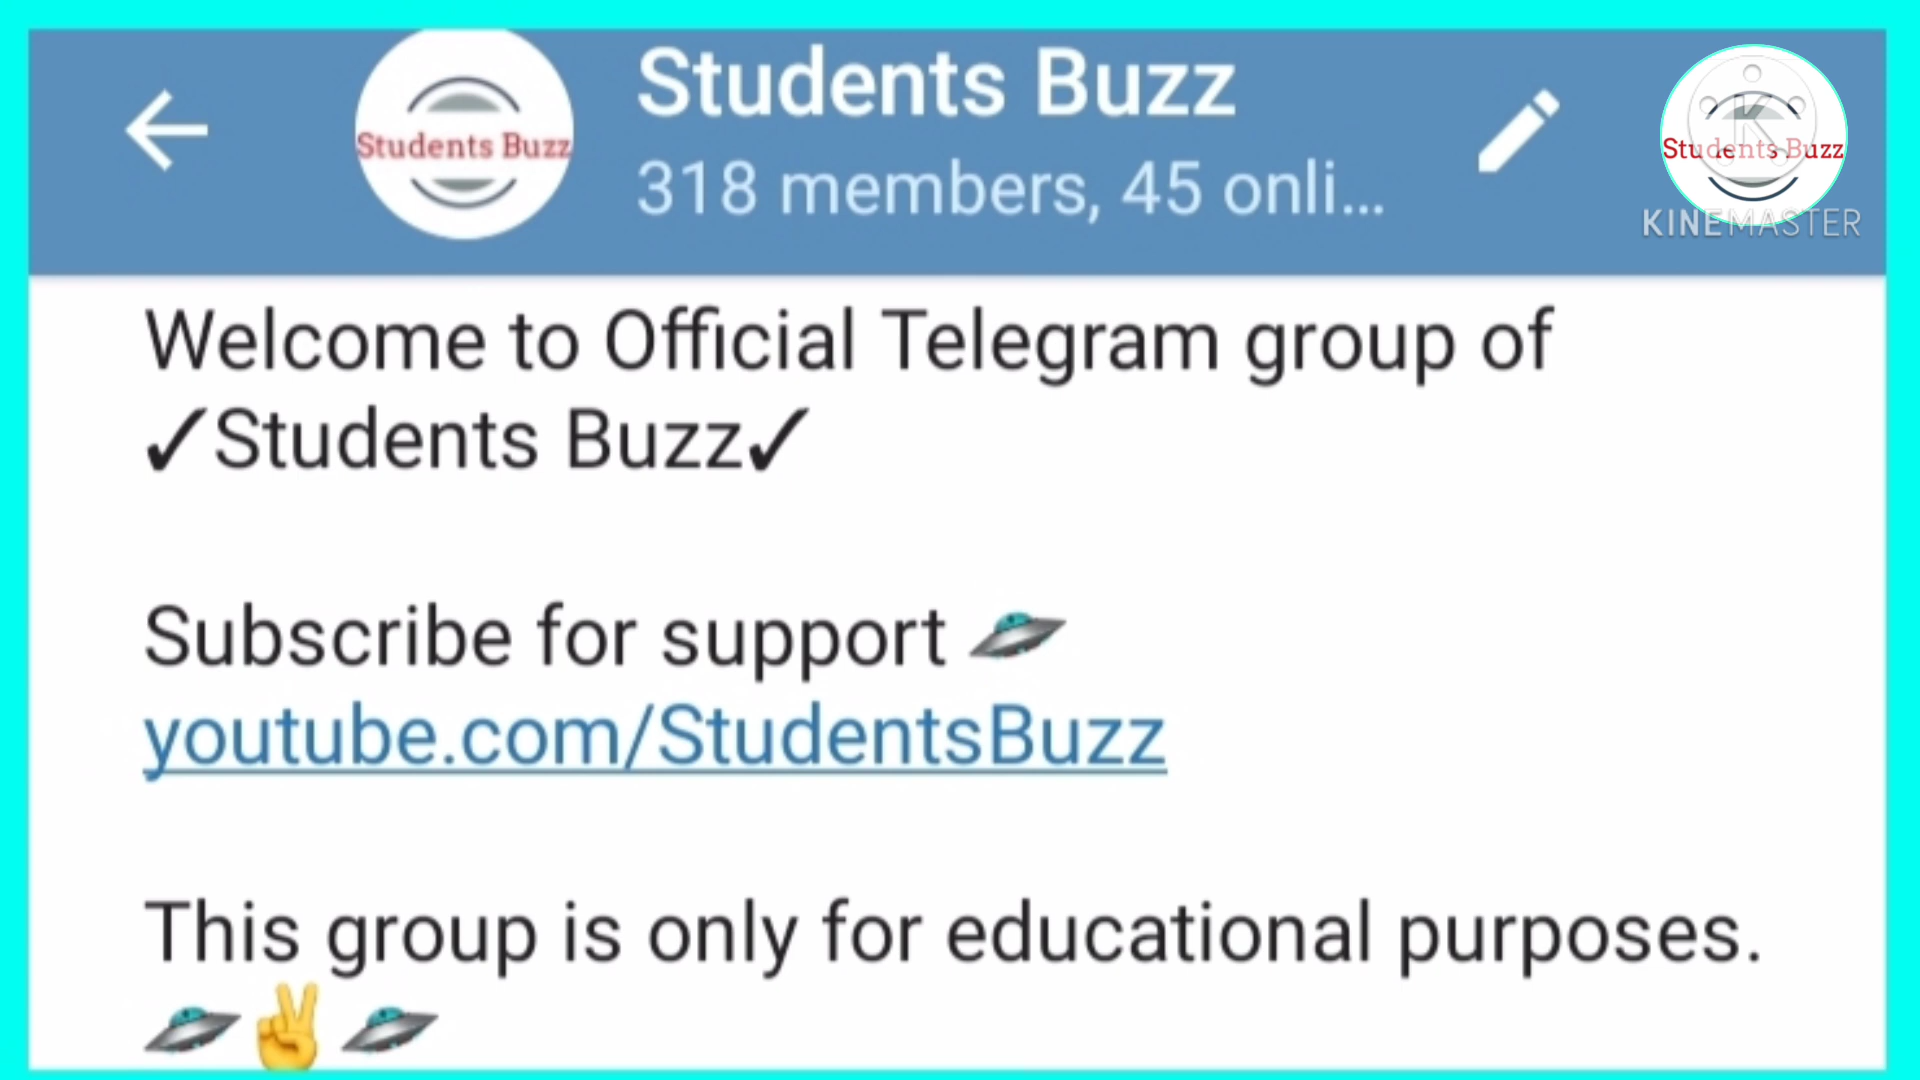 Students Buzz
Students Buzz
318 members, 45 onli...
Students Buzz
KINEMASTER
Welcome to Official Telegram group of
✓Students Buzz✓
Subscribe for support 🛸
youtube.com/StudentsBuzz
This group is only for educational purposes.
🛸✌️🛸